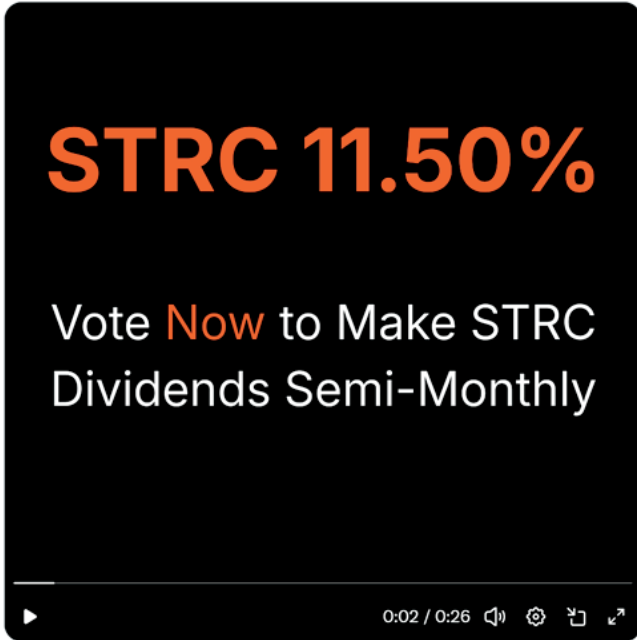 STRC 11.50%
Vote Now to Make STRC
Dividends Semi-Monthly
0:02 / 0:26